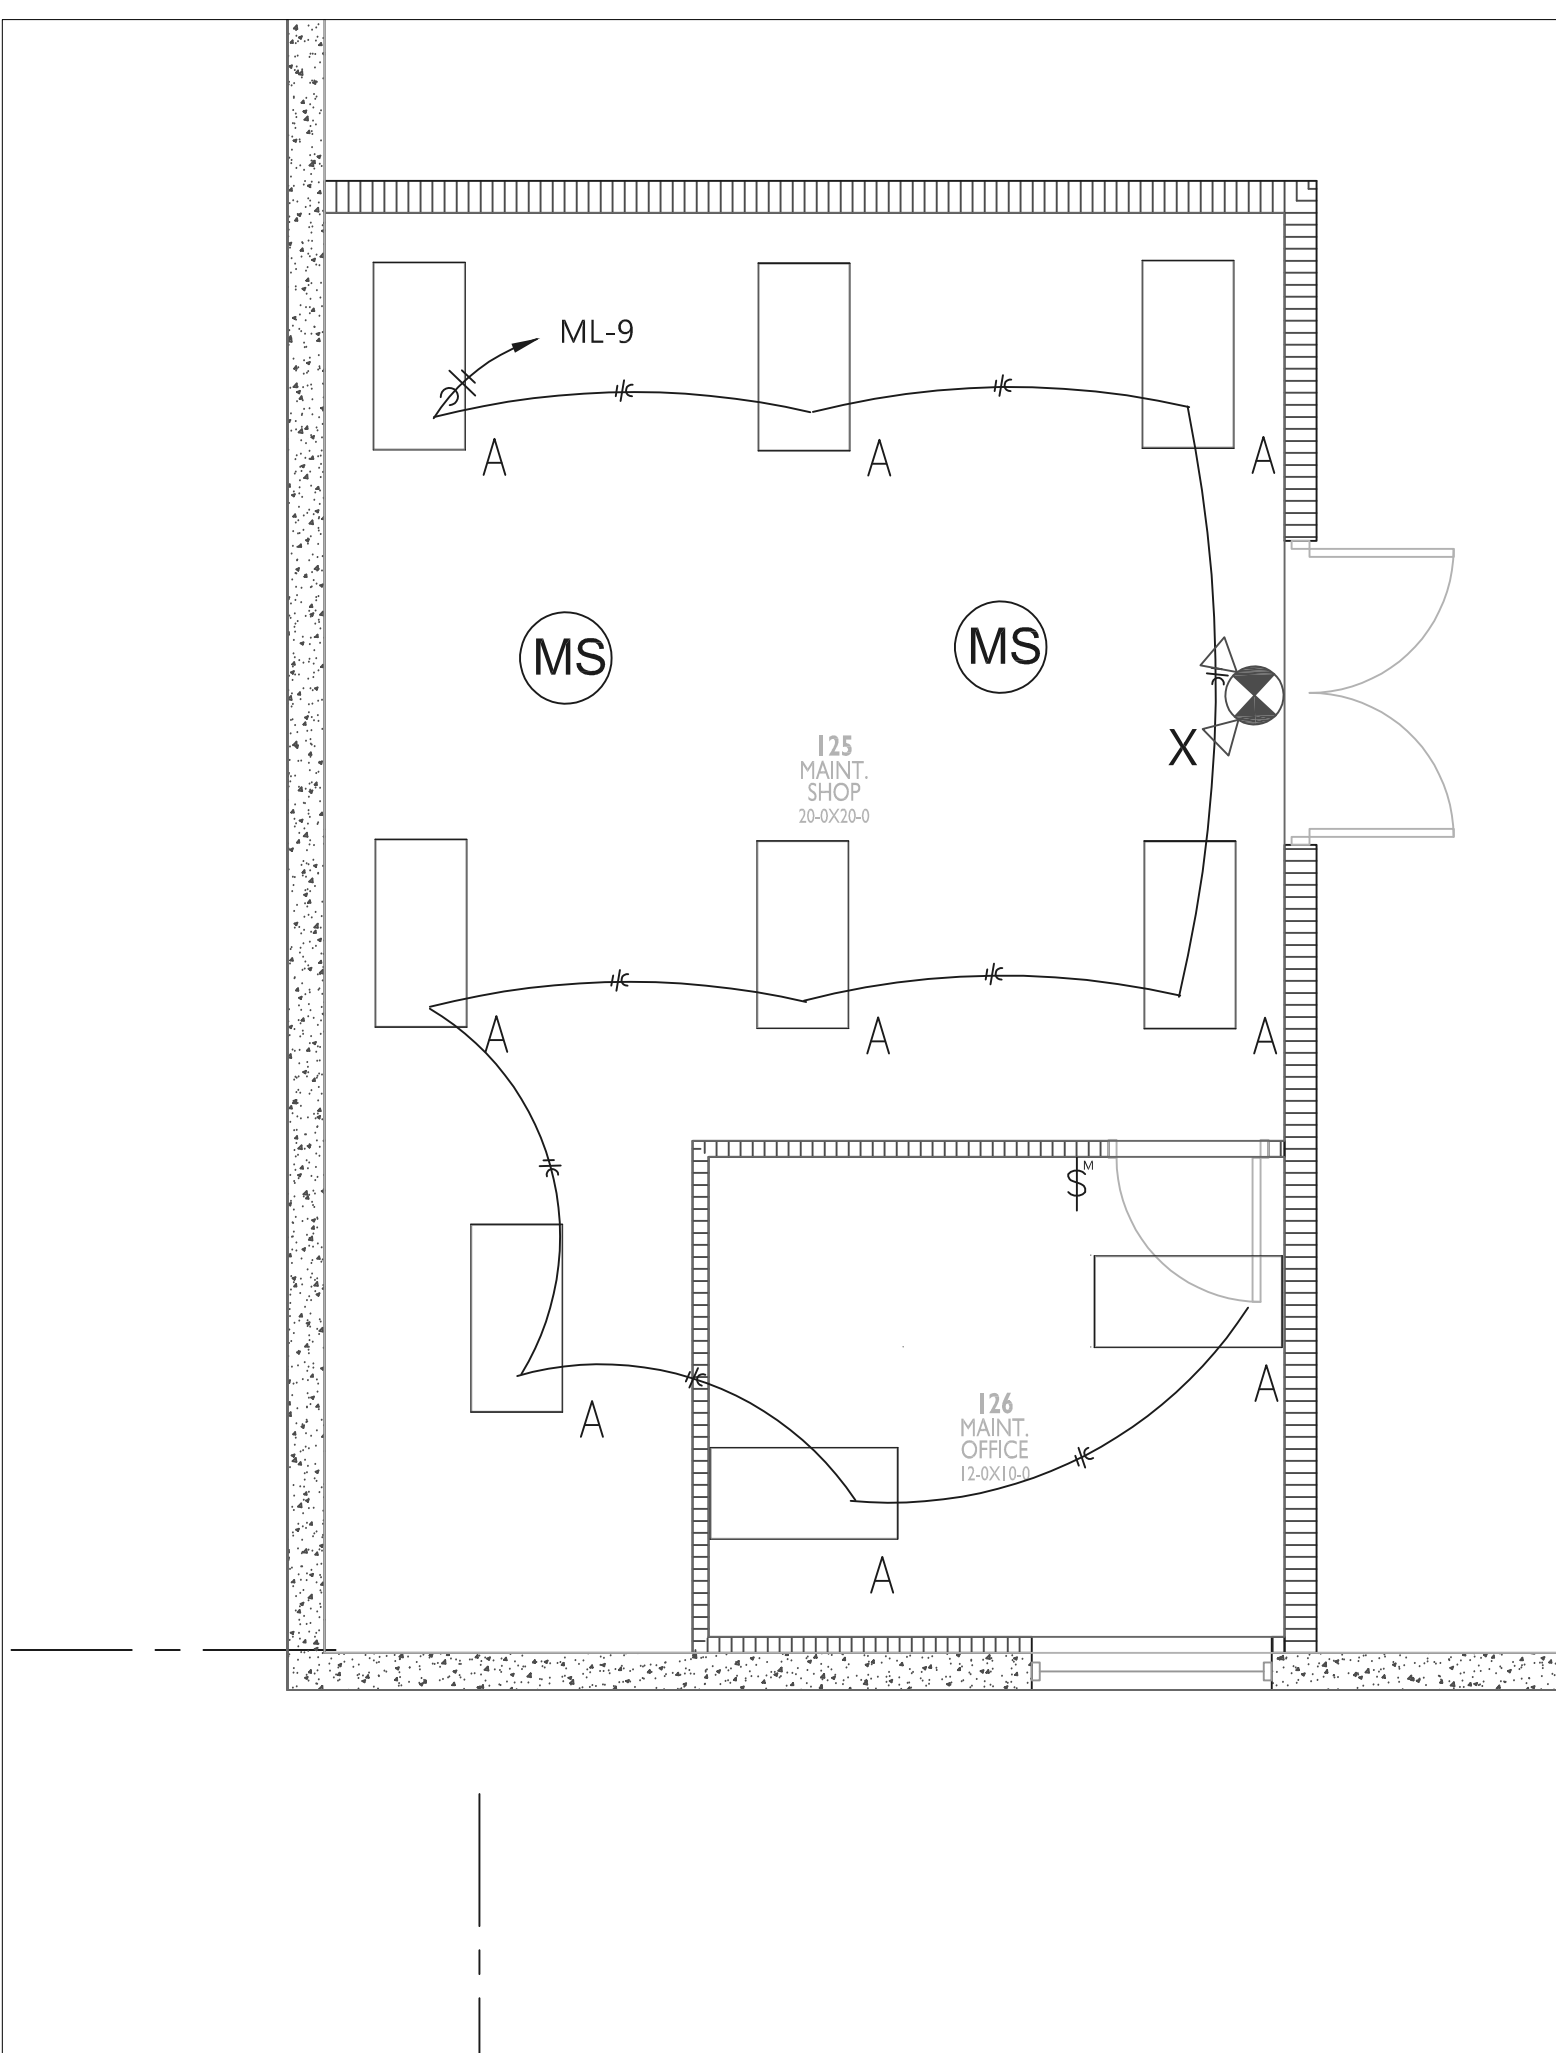 ML-9
A
A
A
MS
MS
125
MAINT.
SHOP
20-0X20-0
X
A
A
A
$M
A
126
MAINT.
OFFICE
12-0X10-0
A
A